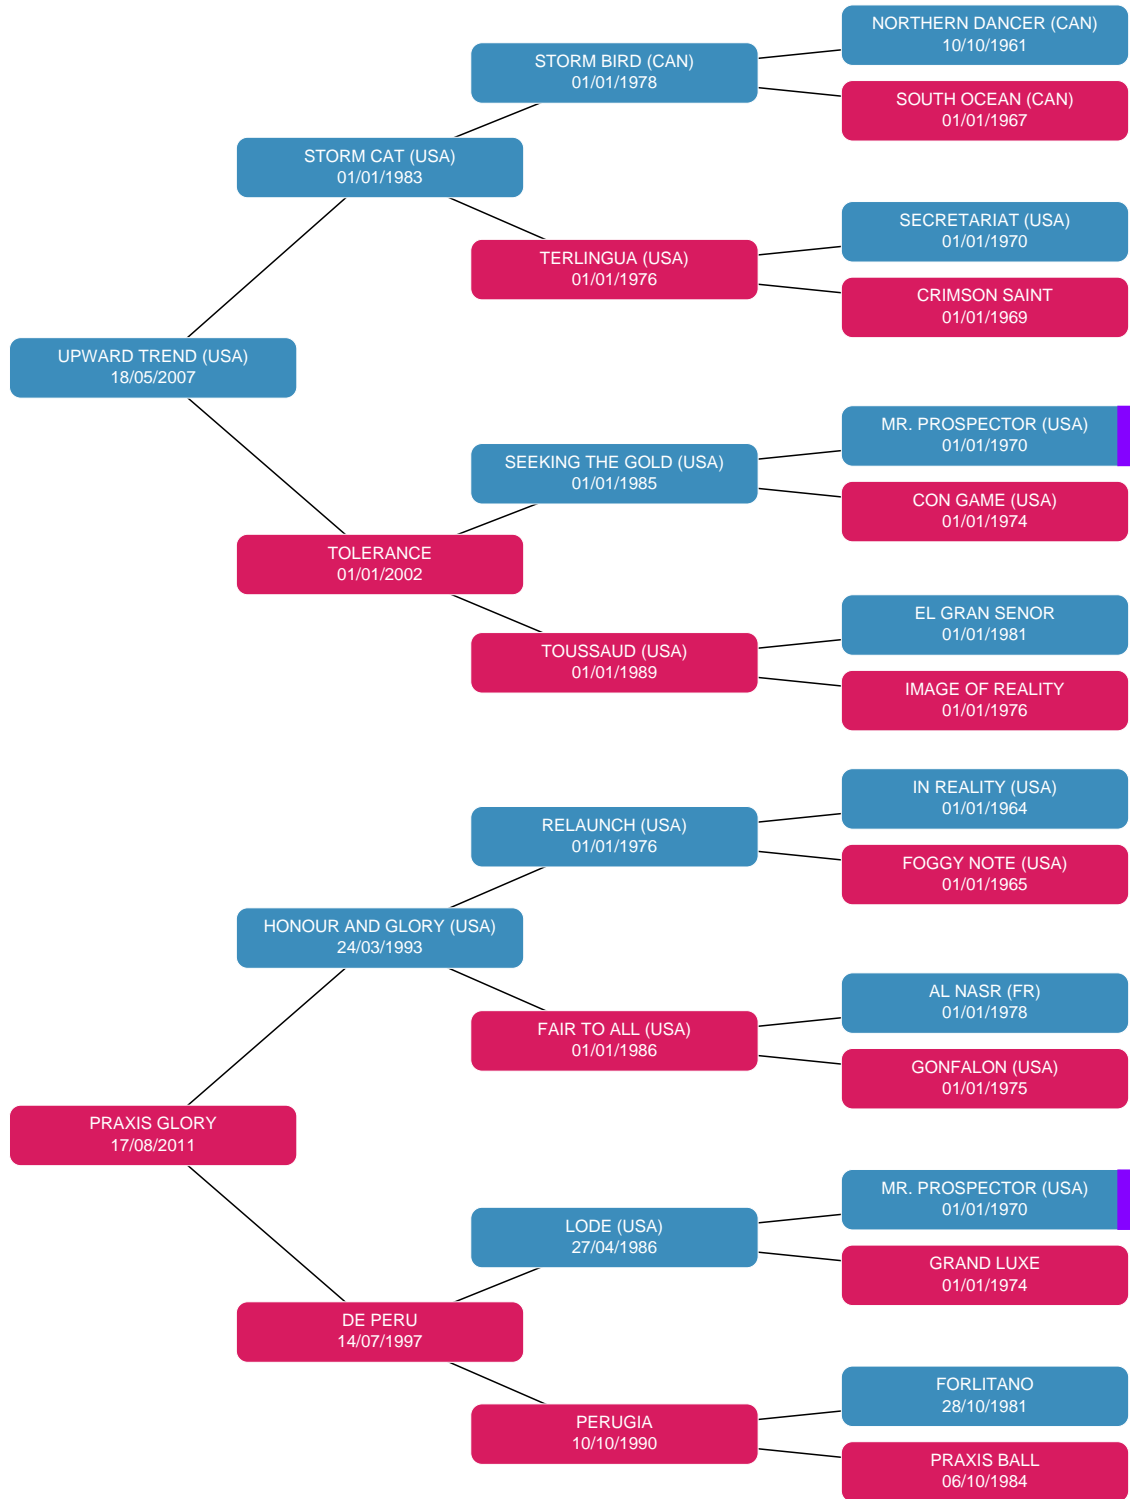 NORTHERN DANCER (CAN)
10/10/1961
STORM BIRD (CAN)
01/01/1978
SOUTH OCEAN (CAN)
01/01/1967
STORM CAT (USA)
01/01/1983
SECRETARIAT (USA)
01/01/1970
TERLINGUA (USA)
01/01/1976
CRIMSON SAINT
01/01/1969
UPWARD TREND (USA)
18/05/2007
MR. PROSPECTOR (USA)
01/01/1970
SEEKING THE GOLD (USA)
01/01/1985
CON GAME (USA)
01/01/1974
TOLERANCE
01/01/2002
EL GRAN SENOR
01/01/1981
TOUSSAUD (USA)
01/01/1989
IMAGE OF REALITY
01/01/1976
IN REALITY (USA)
01/01/1964
RELAUNCH (USA)
01/01/1976
FOGGY NOTE (USA)
01/01/1965
HONOUR AND GLORY (USA)
24/03/1993
AL NASR (FR)
01/01/1978
FAIR TO ALL (USA)
01/01/1986
GONFALON (USA)
01/01/1975
PRAXIS GLORY
17/08/2011
MR. PROSPECTOR (USA)
01/01/1970
LODE (USA)
27/04/1986
GRAND LUXE
01/01/1974
DE PERU
14/07/1997
FORLITANO
28/10/1981
PERUGIA
10/10/1990
PRAXIS BALL
06/10/1984